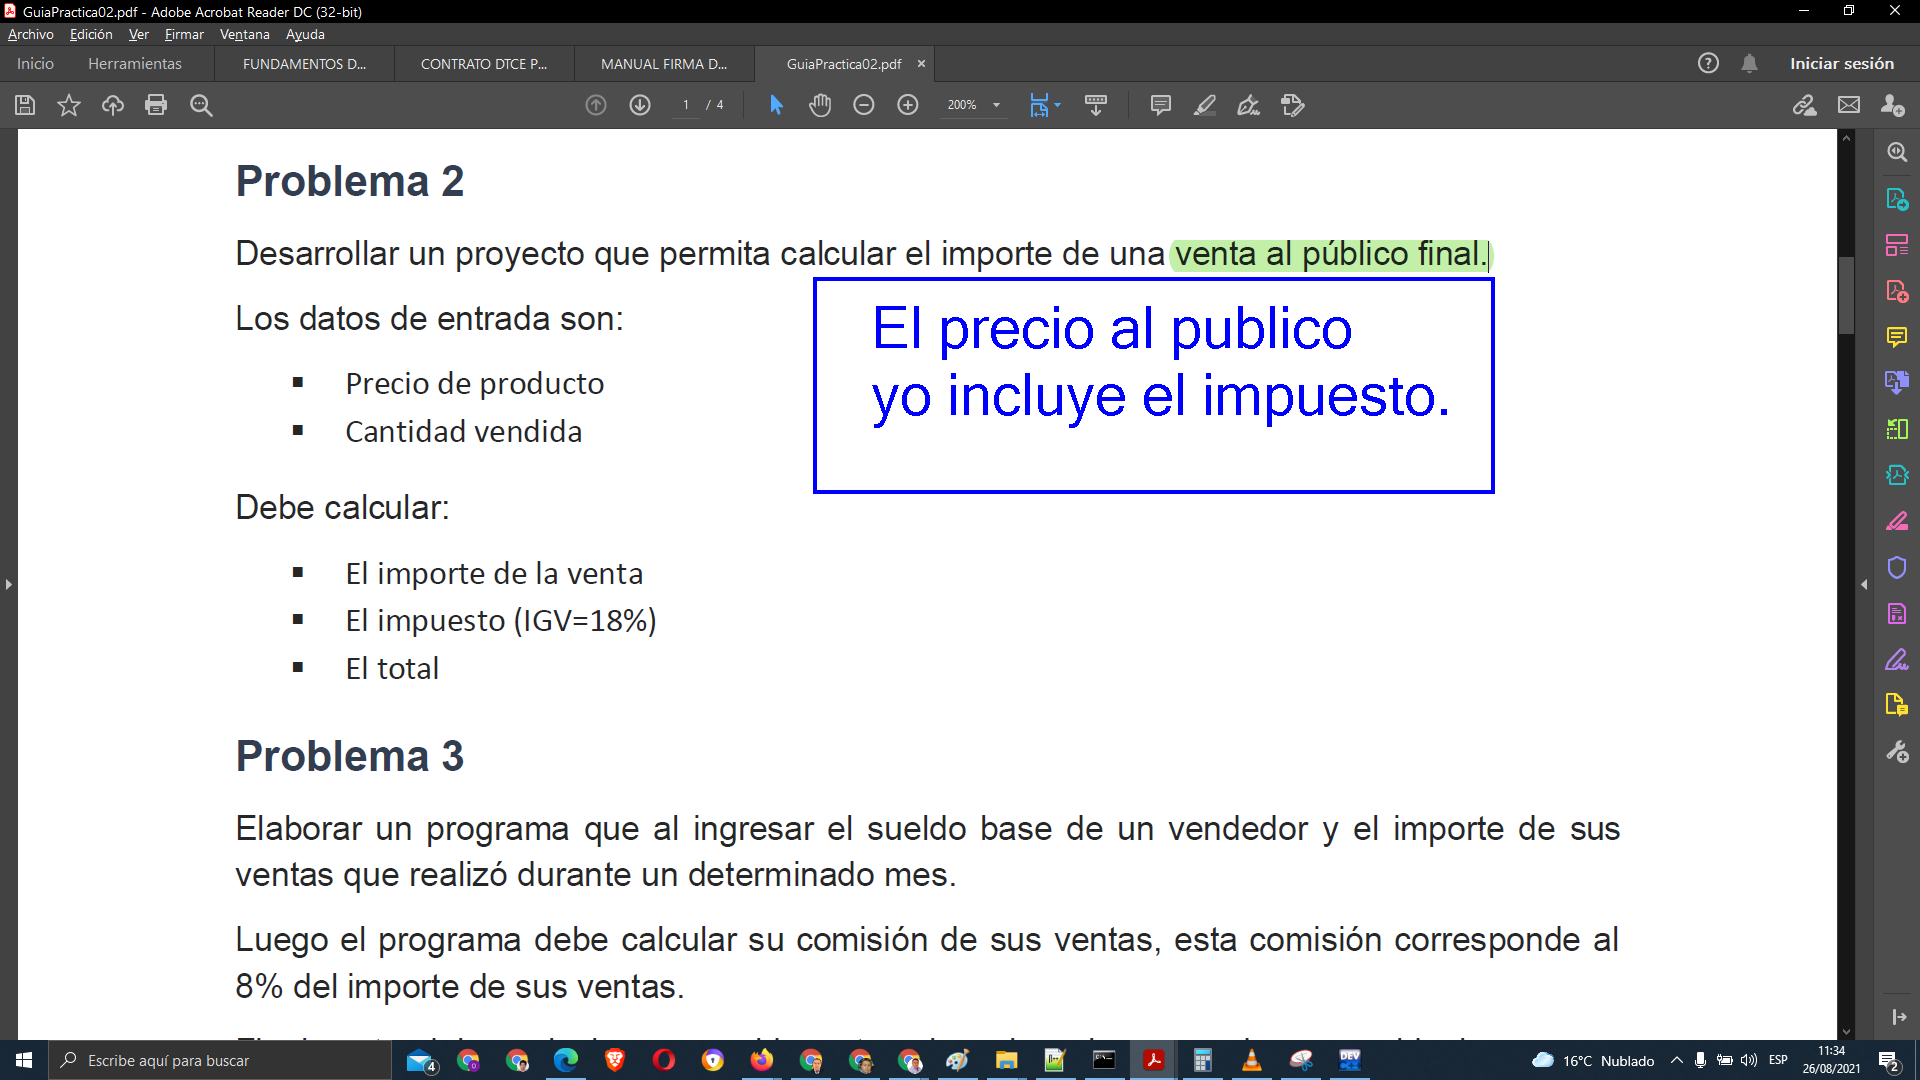 GuiaPractica02.pdf - Adobe Acrobat Reader DC (32-bit)
Archivo Edición Ver Firmar Ventana Ayuda
Inicio Herramientas FUNDAMENTOS D... CONTRATO DTCE P... MANUAL FIRMA D... GuiaPractica02.pdf × Iniciar sesión
1 / 4 200%
Problema 2
Desarrollar un proyecto que permita calcular el importe de una venta al público final.
El precio al publico
yo incluye el impuesto.
Los datos de entrada son:
▪ Precio de producto
▪ Cantidad vendida
Debe calcular:
▪ El importe de la venta
▪ El impuesto (IGV=18%)
▪ El total
Problema 3
Elaborar un programa que al ingresar el sueldo base de un vendedor y el importe de sus
ventas que realizó durante un determinado mes.
Luego el programa debe calcular su comisión de sus ventas, esta comisión corresponde al
8% del importe de sus ventas.
Escribe aquí para buscar
4
DEV
16°C Nublado
ESP
11:34
26/08/2021
2